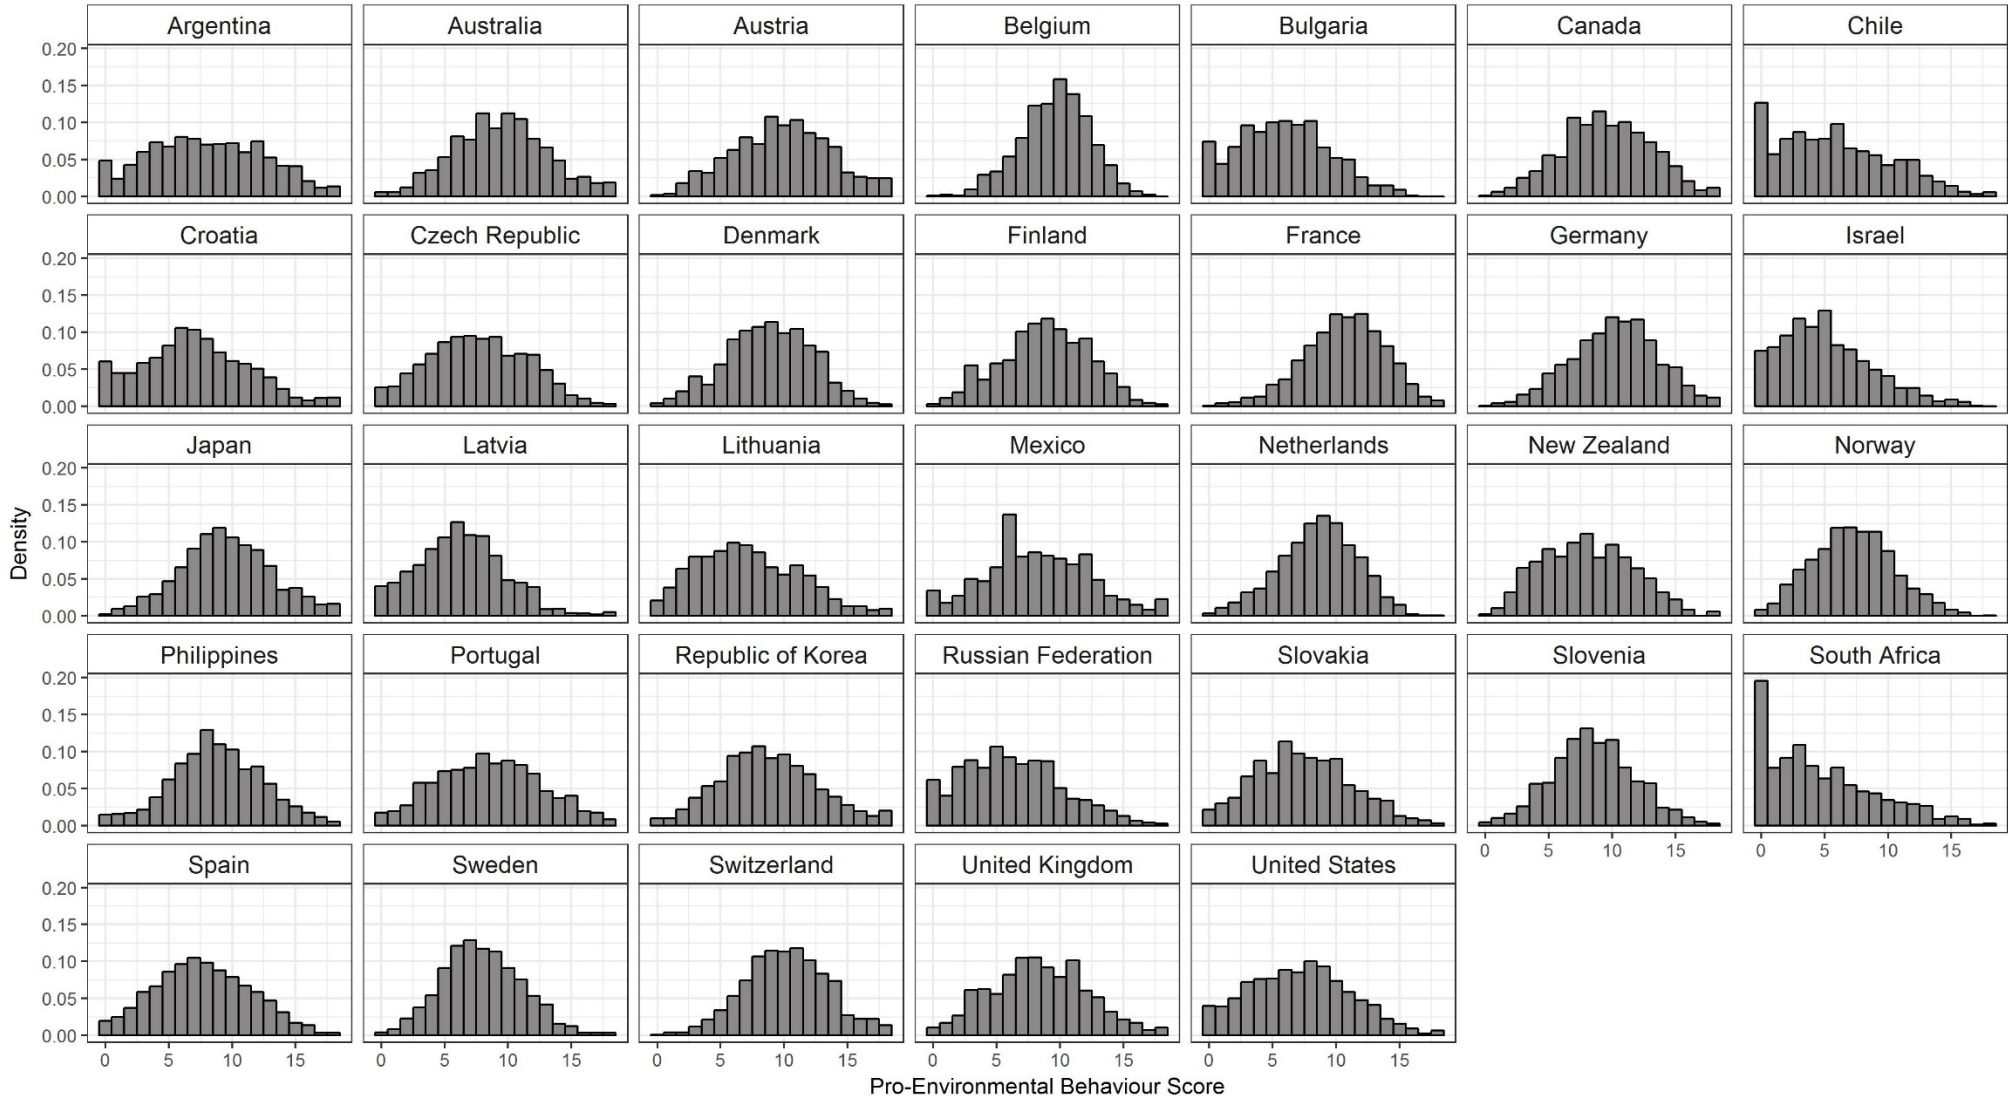 Argentina Australia Austria Belgium Bulgaria Canada Chile
0.20
0.15
0.10
0.05
0.00
Croatia Czech Republic Denmark Finland France Germany Israel
0.20
0.15
0.10
0.05
0.00
Japan Latvia Lithuania Mexico Netherlands New Zealand Norway
0.20
0.15
0.10
0.05
0.00
Density
Philippines Portugal Republic of Korea Russian Federation Slovakia Slovenia South Africa
0.20
0.15
0.10
0.05
0.00
0 5 10 15 0 5 10 15
Spain Sweden Switzerland United Kingdom United States
0.20
0.15
0.10
0.05
0.00
0 5 10 15 0 5 10 15 0 5 10 15 0 5 10 15 0 5 10 15
Pro-Environmental Behaviour Score